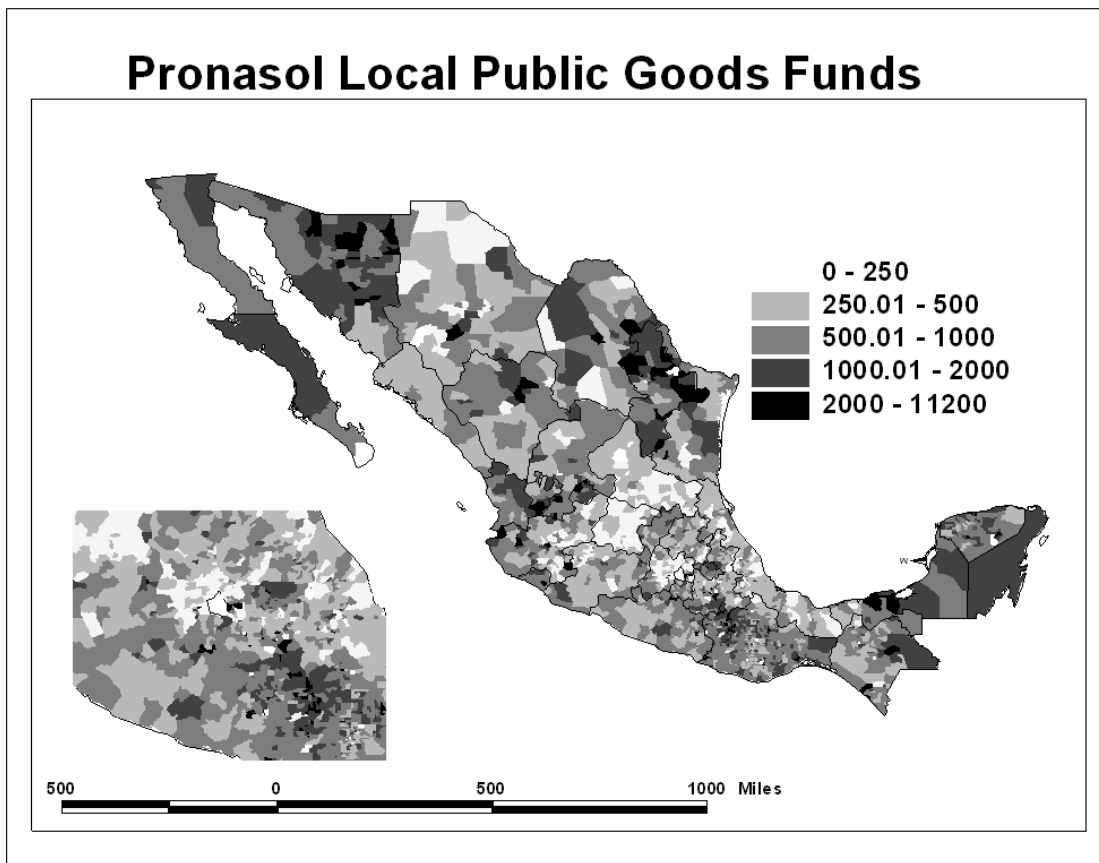 Pronasol Local Public Goods Funds
0 - 250
250.01 - 500
500.01 - 1000
1000.01 - 2000
2000 - 11200
W
500 0 500 1000 Miles